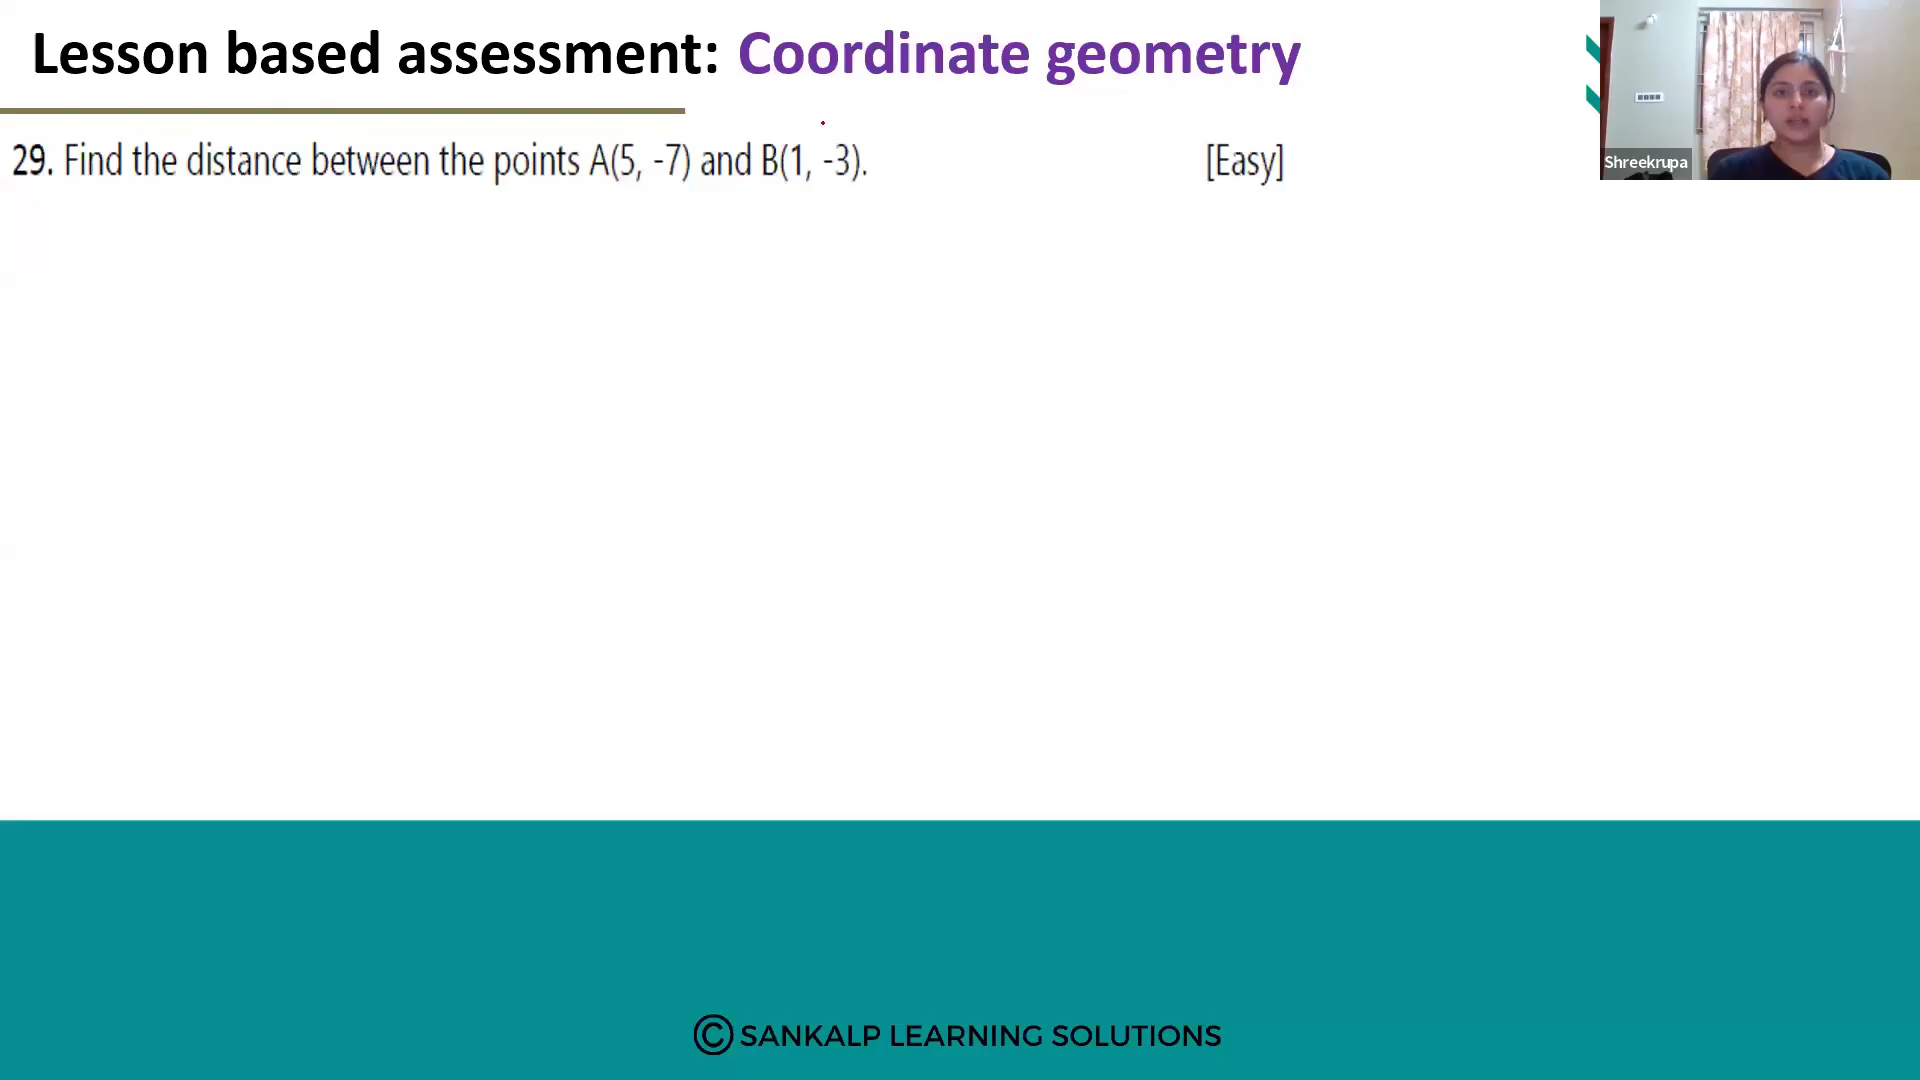 Lesson based assessment: Coordinate geometry
29. Find the distance between the points A(5, -7) and B(1, -3). [Easy]
Shreekrupa
© SANKALP LEARNING SOLUTIONS